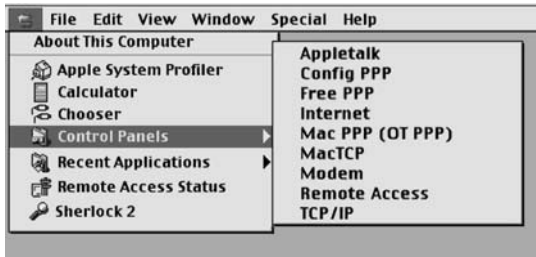 File Edit View Window Special Help
About This Computer
Apple System Profiler
Calculator
Chooser
Control Panels
Recent Applications
Remote Access Status
Sherlock 2
Appletalk
Config PPP
Free PPP
Internet
Mac PPP (OT PPP)
MacTCP
Modem
Remote Access
TCP/IP